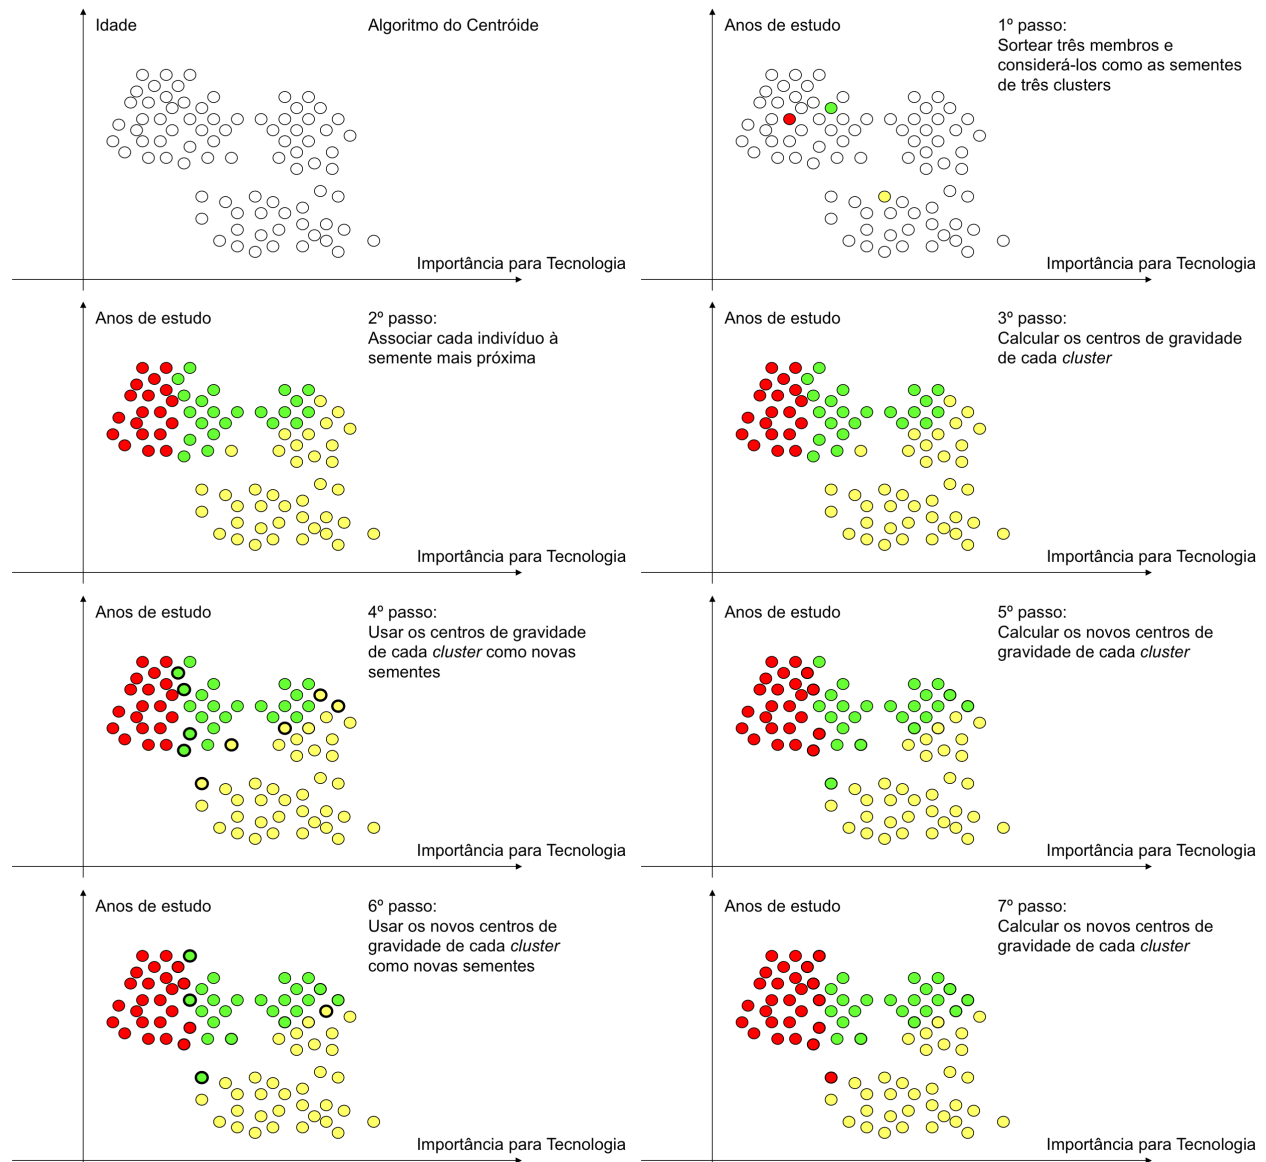 Idade
Algoritmo do Centróide
Importância para Tecnologia
Anos de estudo
1º passo:
Sortear três membros e
considerá-los como as sementes
de três clusters
Importância para Tecnologia
Anos de estudo
2º passo:
Associar cada indivíduo à
semente mais próxima
Importância para Tecnologia
Anos de estudo
3º passo:
Calcular os centros de gravidade
de cada cluster
Importância para Tecnologia
Anos de estudo
4º passo:
Usar os centros de gravidade
de cada cluster como novas
sementes
Importância para Tecnologia
Anos de estudo
5º passo:
Calcular os novos centros de
gravidade de cada cluster
Importância para Tecnologia
Anos de estudo
6º passo:
Usar os novos centros de
gravidade de cada cluster
como novas sementes
Importância para Tecnologia
Anos de estudo
7º passo:
Calcular os novos centros de
gravidade de cada cluster
Importância para Tecnologia